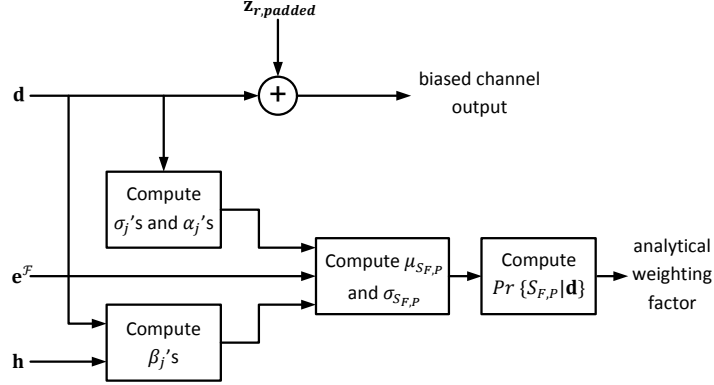 𝐳_{r,padded}
𝐝
+
biased channel
output
Compute
σ_j's and α_j's
𝐞^ℱ
Compute μ_{S_{F,P}}
and σ_{S_{F,P}}
Compute
Pr {S_{F,P}|𝐝}
analytical
weighting
factor
Compute
β_j's
𝐡